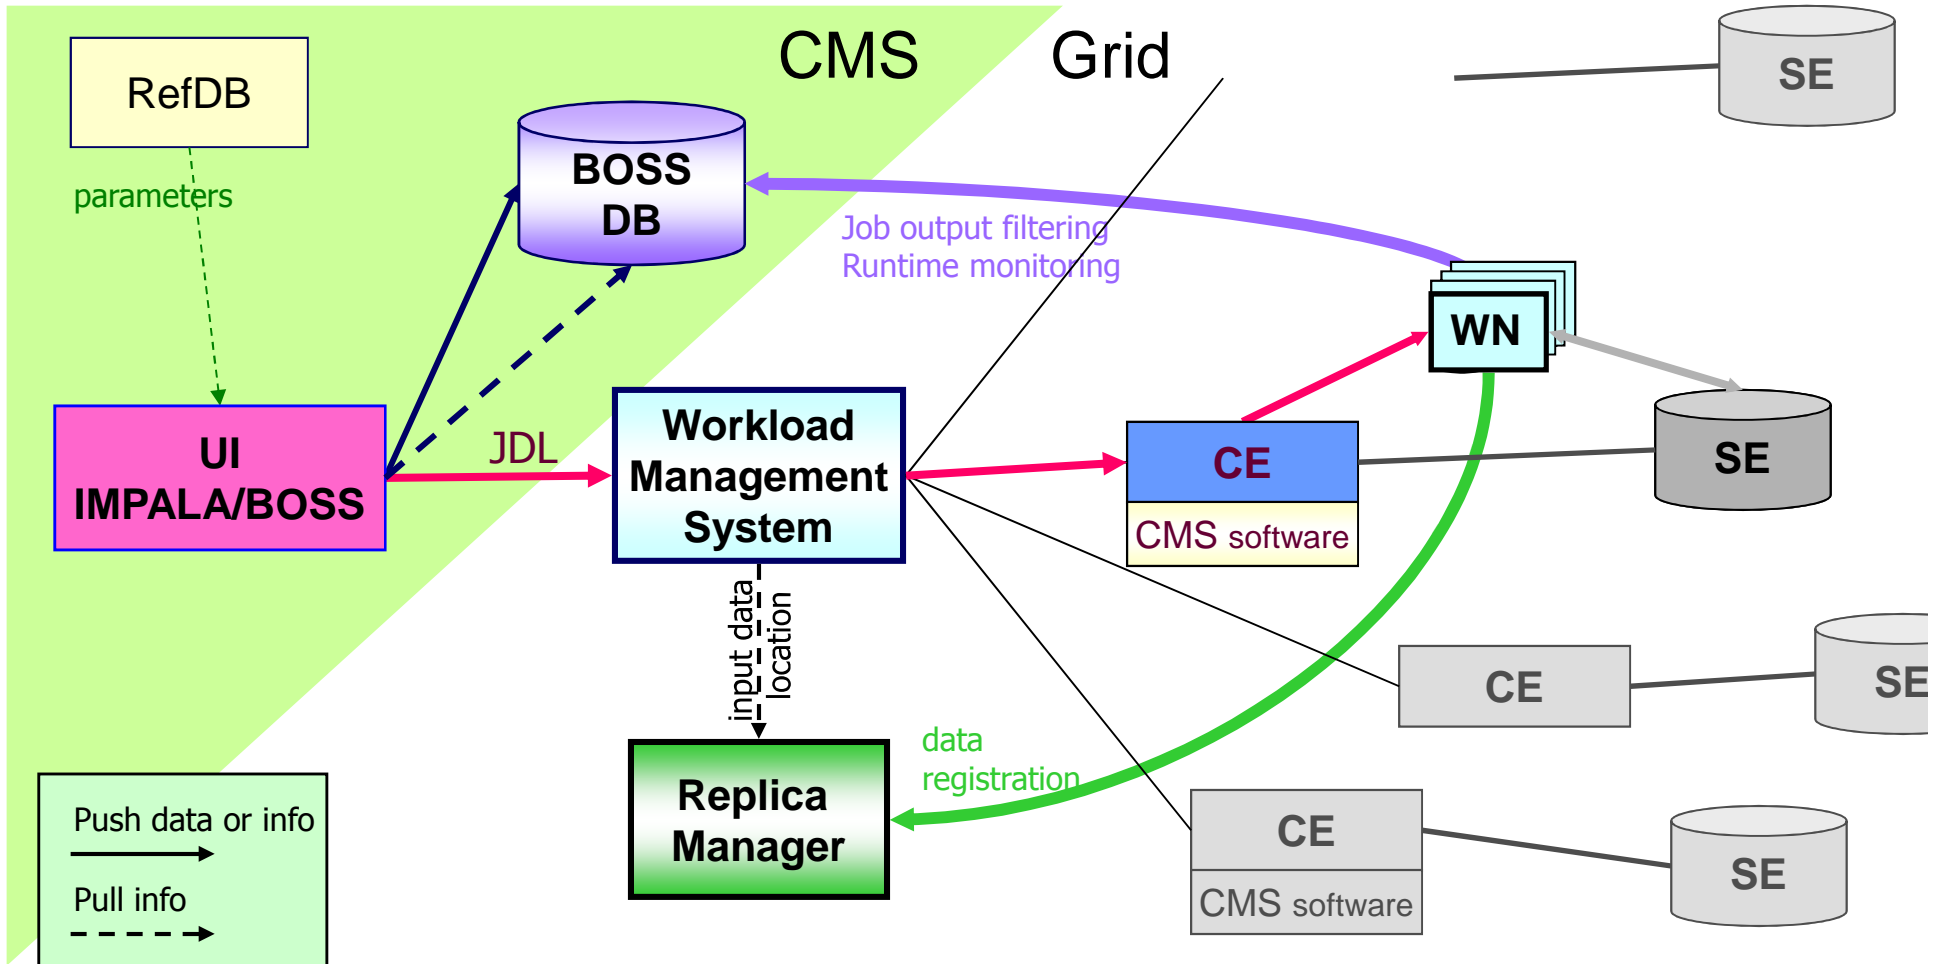 CMS Grid
RefDB
SE
BOSS
DB
parameters
Job output filtering
Runtime monitoring
WN
UI
IMPALA/BOSS
JDL
Workload
Management
System
CE
CMS software
SE
input data
location
CE
SE
data
registration
Replica
Manager
CE
CMS software
SE
Push data or info
Pull info